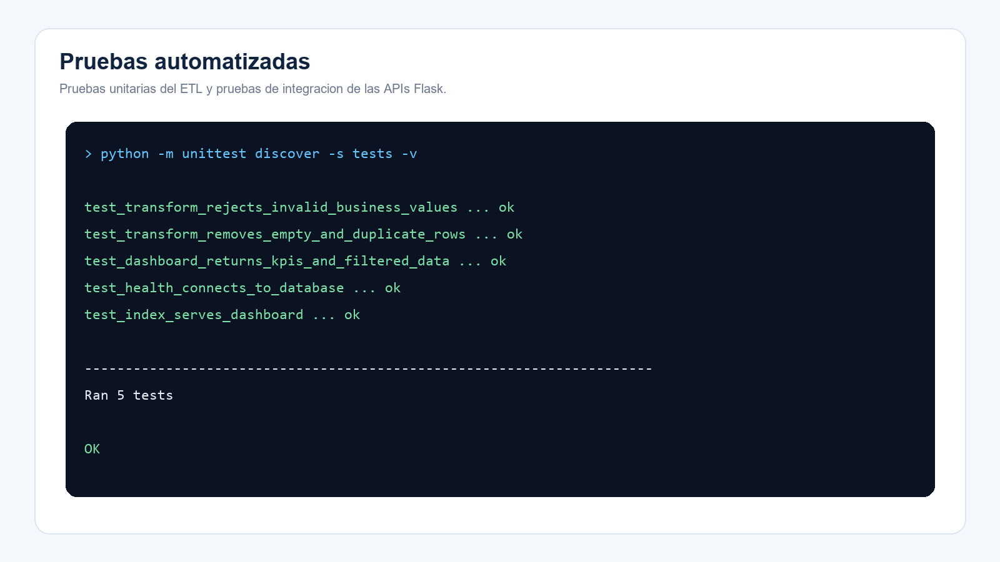 Pruebas automatizadas
Pruebas unitarias del ETL y pruebas de integracion de las APIs Flask.
> python -m unittest discover -s tests -v
test_transform_rejects_invalid_business_values ... ok
test_transform_removes_empty_and_duplicate_rows ... ok
test_dashboard_returns_kpis_and_filtered_data ... ok
test_health_connects_to_database ... ok
test_index_serves_dashboard ... ok
----------------------------------------------------------------------
Ran 5 tests
OK